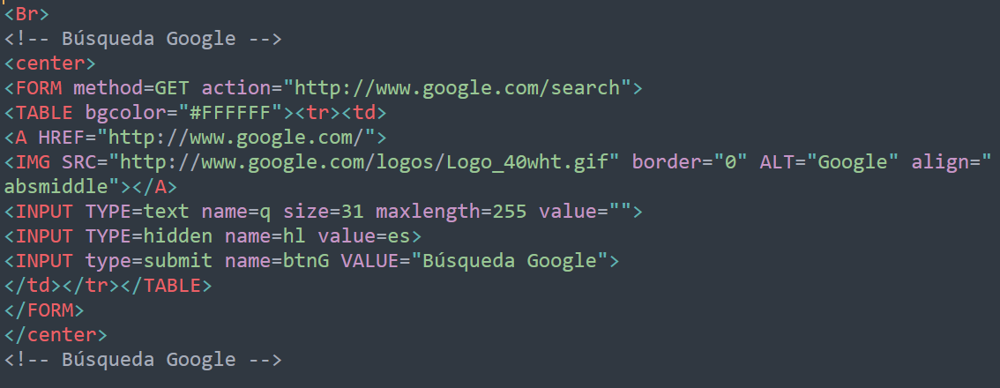 <Br>
<!-- Búsqueda Google -->
<center>
<FORM method=GET action="http://www.google.com/search">
<TABLE bgcolor="#FFFFFF"><tr><td>
<A HREF="http://www.google.com/">
<IMG SRC="http://www.google.com/logos/Logo_40wht.gif" border="0" ALT="Google" align="
absmiddle"></A>
<INPUT TYPE=text name=q size=31 maxlength=255 value="">
<INPUT TYPE=hidden name=hl value=es>
<INPUT type=submit name=btnG VALUE="Búsqueda Google">
</td></tr></TABLE>
</FORM>
</center>
<!-- Búsqueda Google -->